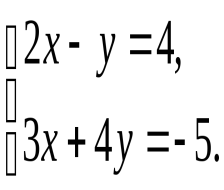 2x - y = 4,
3x + 4y = - 5.